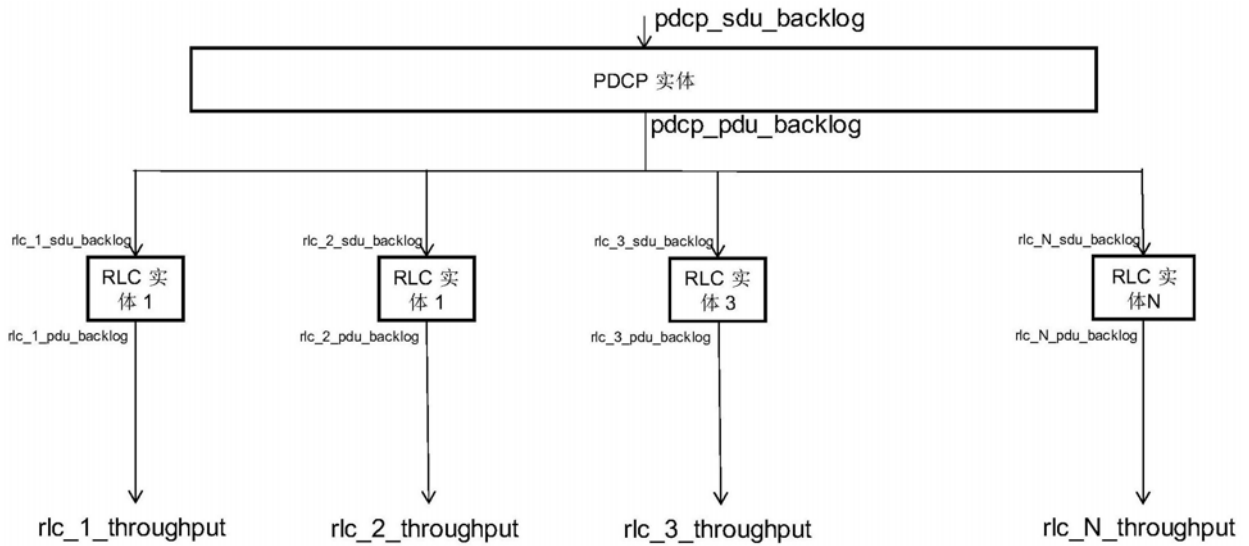 pdcp_sdu_backlog
PDCP 实体
pdcp_pdu_backlog
rlc_1_sdu_backlog
rlc_2_sdu_backlog
rlc_3_sdu_backlog
rlc_N_sdu_backlog
RLC 实
体 1
RLC 实
体 1
RLC 实
体 3
RLC 实
体N
rlc_1_pdu_backlog
rlc_2_pdu_backlog
rlc_3_pdu_backlog
rlc_N_pdu_backlog
rlc_1_throughput
rlc_2_throughput
rlc_3_throughput
rlc_N_throughput